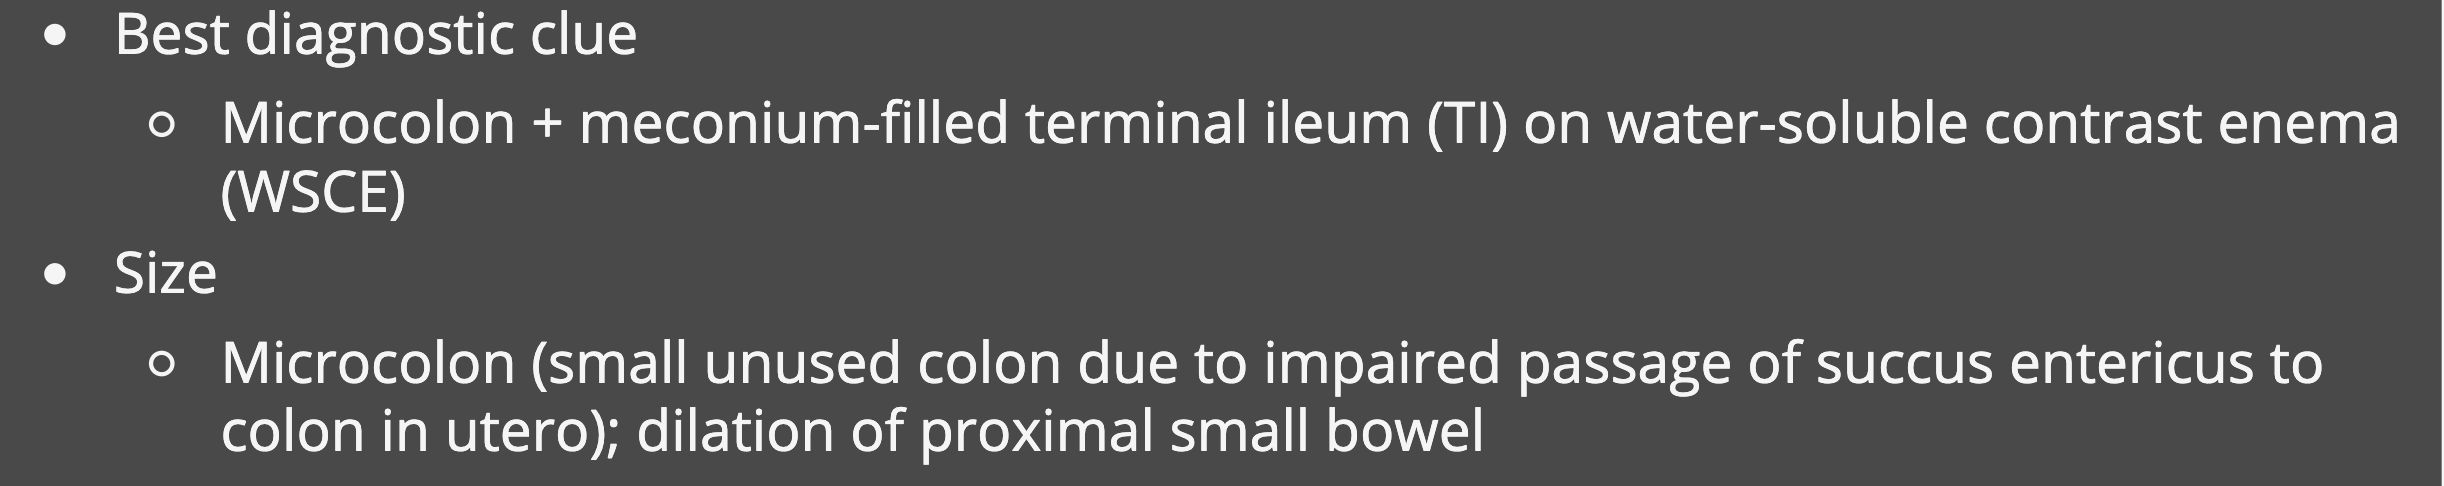 • Best diagnostic clue
○ Microcolon + meconium-filled terminal ileum (TI) on water-soluble contrast enema
(WSCE)
• Size
○ Microcolon (small unused colon due to impaired passage of succus entericus to
colon in utero); dilation of proximal small bowel